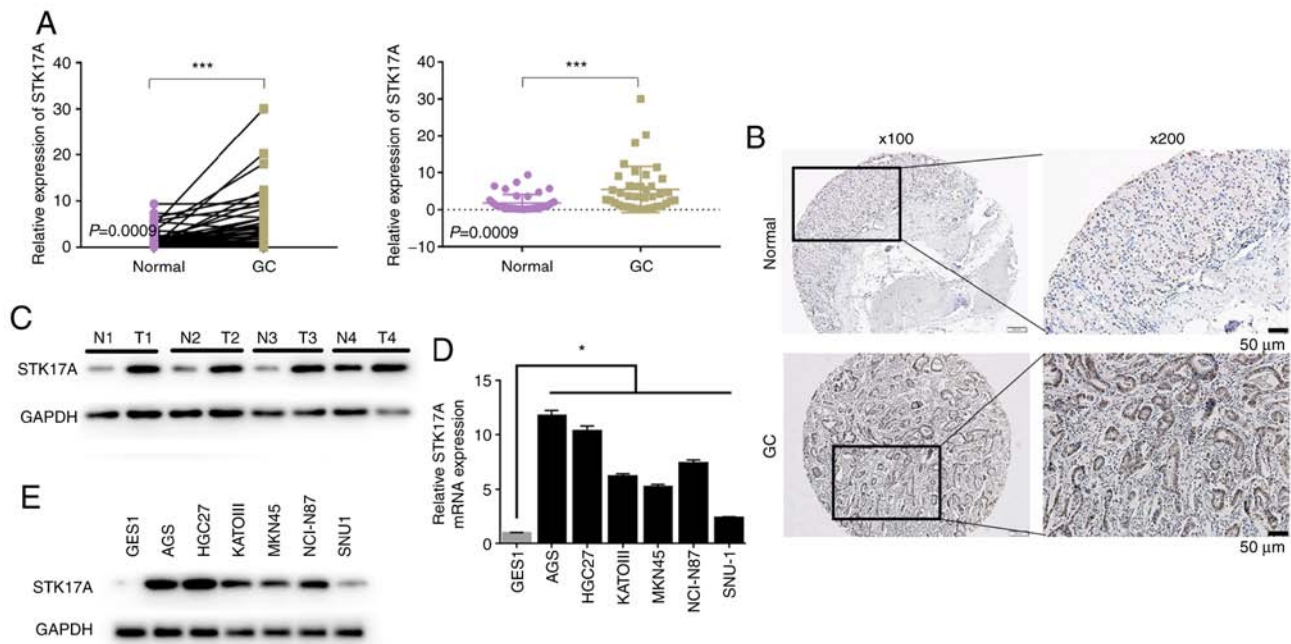 A
Relative expression of STK17A
40
30
20
10
0
***
P=0.0009
Normal
GC
Relative expression of STK17A
40
30
20
10
0
−10
***
P=0.0009
Normal
GC
B
x100
x200
Normal
50 μm
GC
50 μm
C
N1 T1 N2 T2 N3 T3 N4 T4
STK17A
GAPDH
D
Relative STK17A
mRNA expression
15
10
5
0
*
GES1
AGS
HGC27
KATOIII
MKN45
NCI-N87
SNU-1
E
GES1
AGS
HGC27
KATOIII
MKN45
NCI-N87
SNU1
STK17A
GAPDH